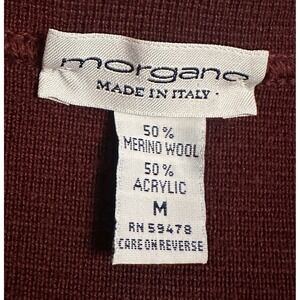 morgano
MADE IN ITALY
50%
MERINO WOOL
50%
ACRYLIC
M
RN 59478
CARE ON REVERSE